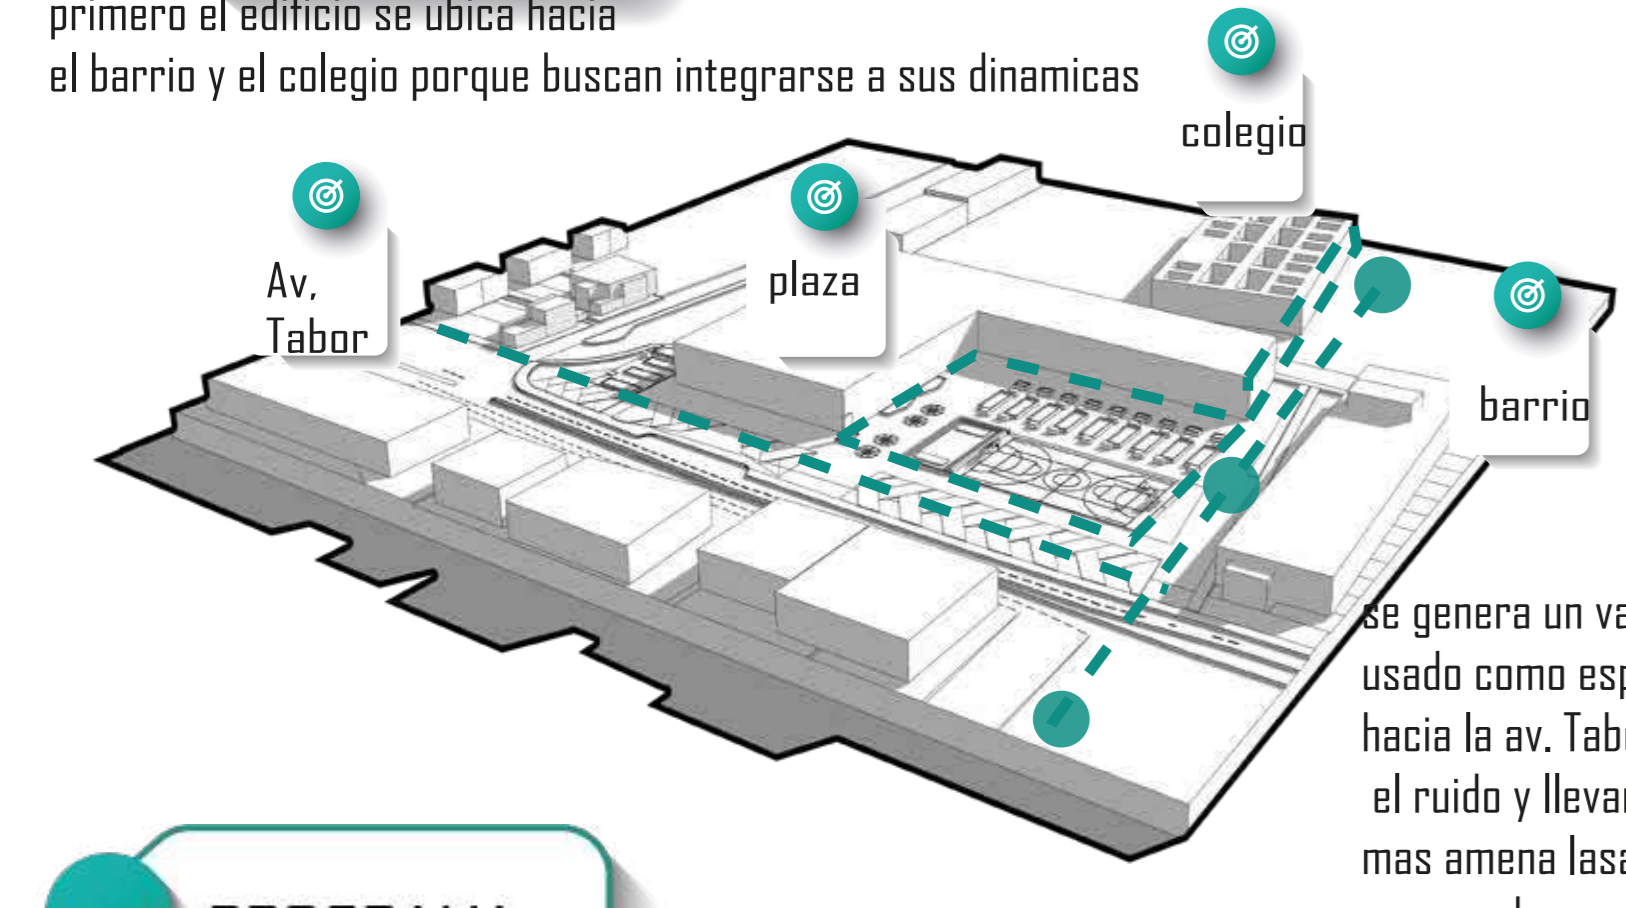 primero el edificio se ubica hacia
el barrio y el colegio porque buscan integrarse a sus dinamicas
colegio
Av,
Tabor
plaza
barrio
se genera un
usado como
hacia la av.
el ruido y
mas amena